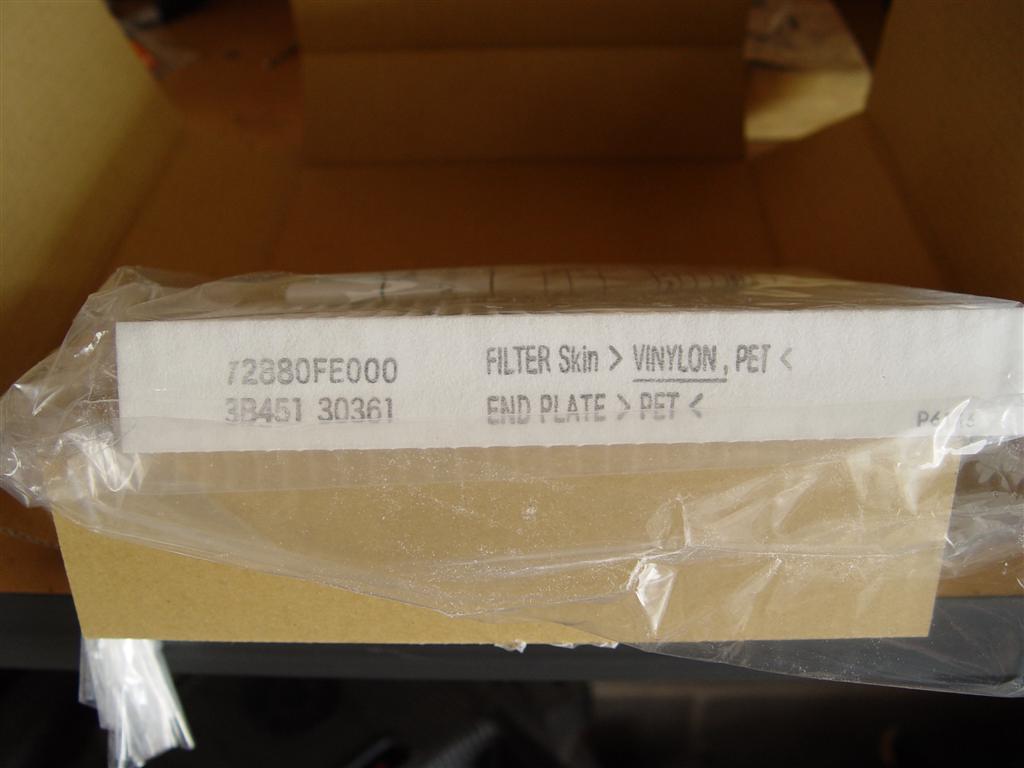 72880FE000 FILTER Skin > VINYLON, PET <
3B451 30361 END PLATE > PET <